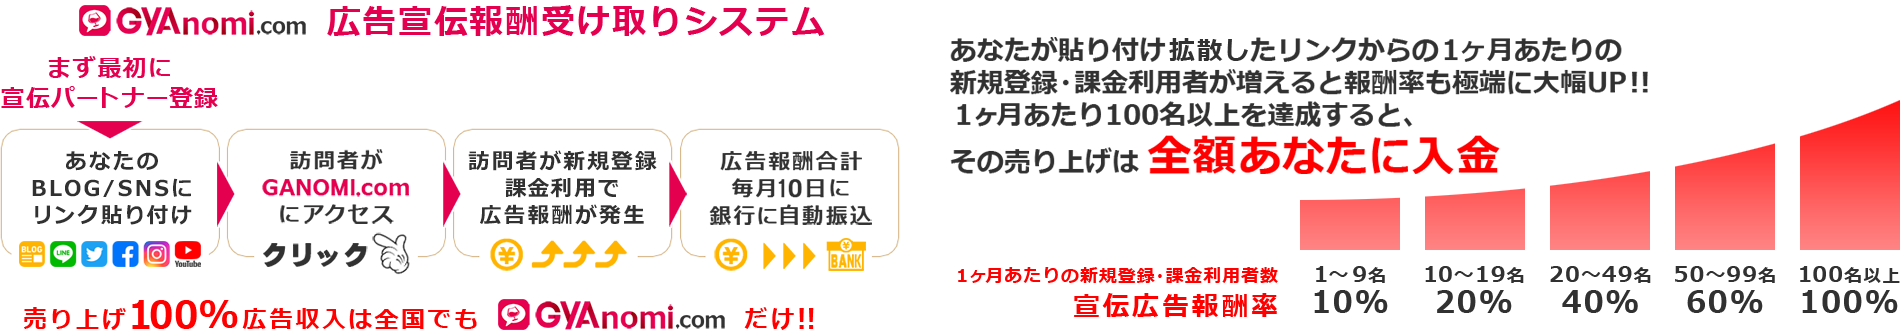 GYAnomi.com 広告宣伝報酬受け取りシステム
まず最初に
宣伝パートナー登録
あなたの
BLOG/SNSに
リンク貼り付け
BLOG
LINE
YouTube
訪問者が
GANOMI.com
にアクセス
クリック
訪問者が新規登録
課金利用で
広告報酬が発生
¥
広告報酬合計
毎月10日に
銀行に自動振込
¥
¥
BANK
売り上げ100%広告収入は全国でも GYAnomi.com だけ!!
あなたが貼り付け拡散したリンクからの1ヶ月あたりの
新規登録・課金利用者が増えると報酬率も極端に大幅UP!!
1ヶ月あたり100名以上を達成すると、
その売り上げは 全額あなたに入金
1ヶ月あたりの新規登録・課金利用者数 1〜9名 10〜19名 20〜49名 50〜99名 100名以上
宣伝広告報酬率 10% 20% 40% 60% 100%